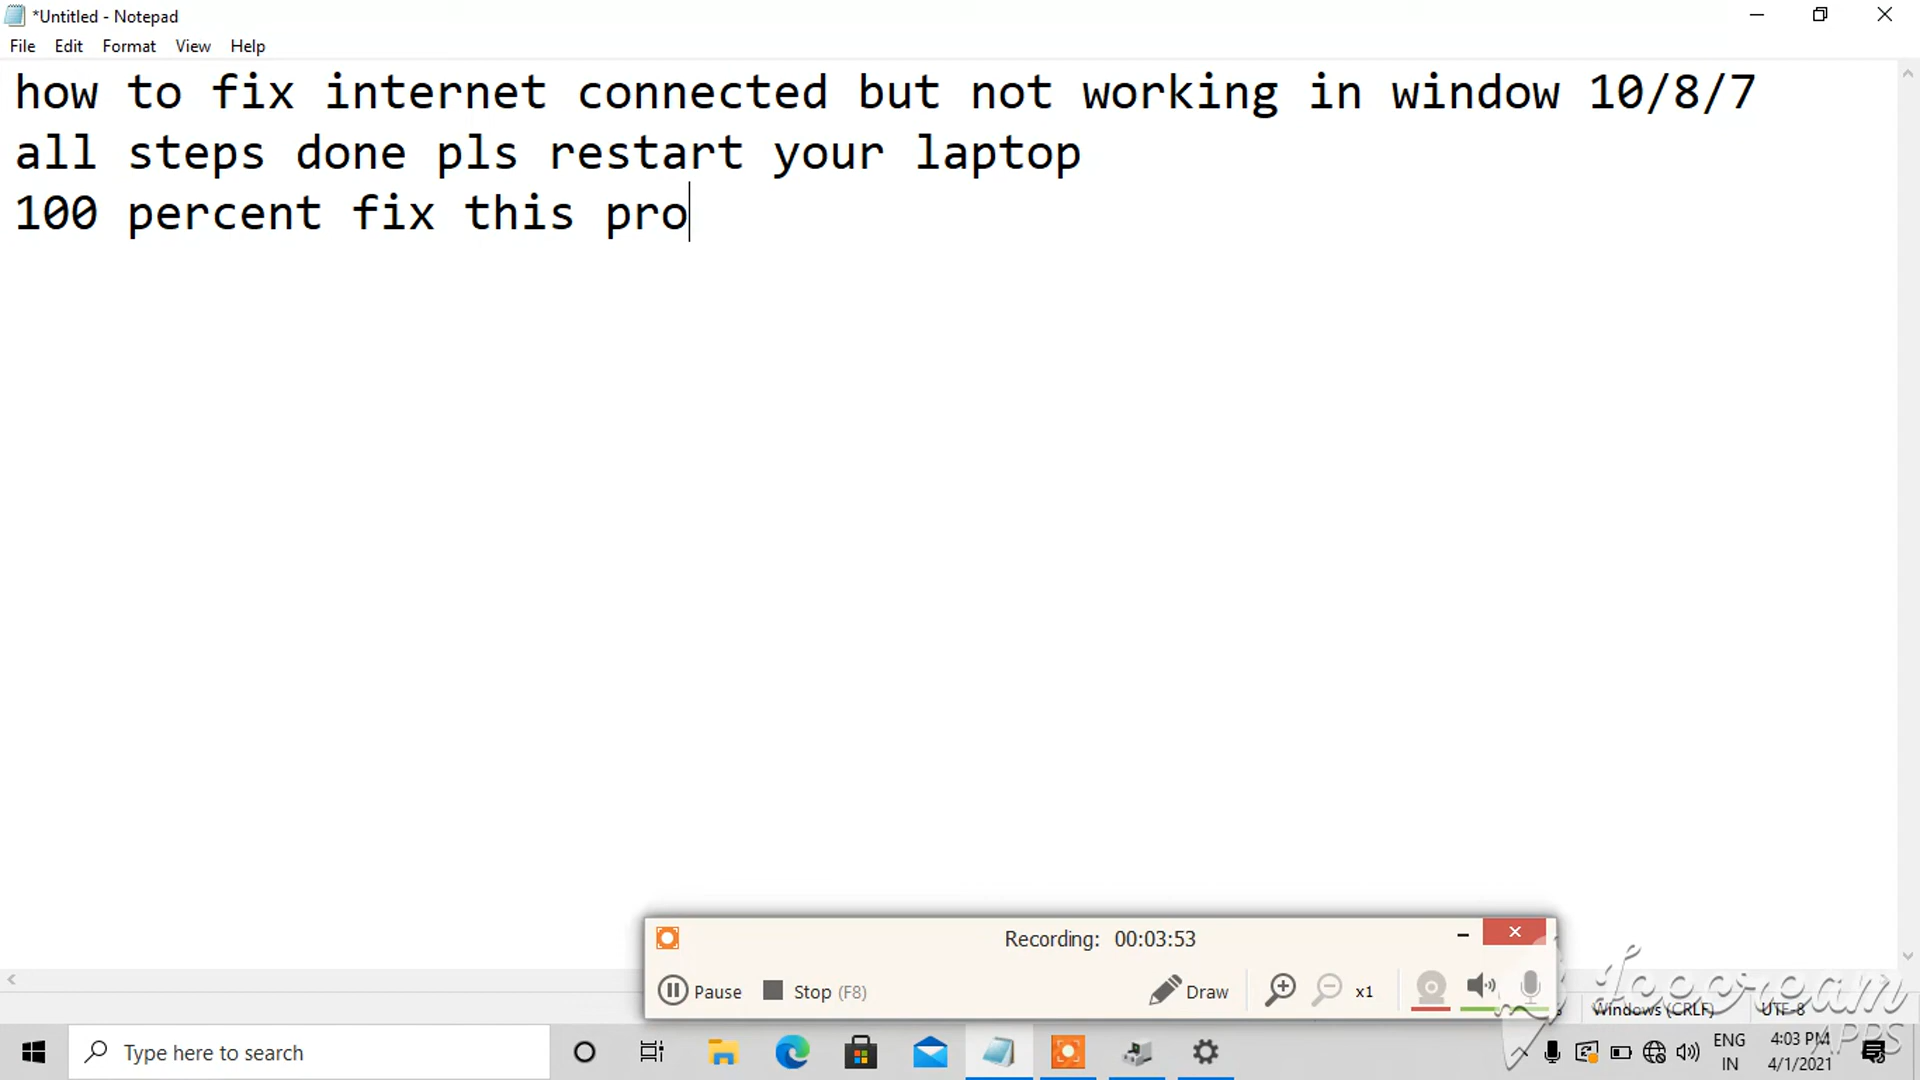 *Untitled - Notepad
File Edit Format View Help
how to fix internet connected but not working in window 10/8/7
all steps done pls restart your laptop
100 percent fix this pro
Recording: 00:03:53
Pause Stop (F8) Draw x1
Icecream
APPS
Windows (CRLF) UTF-8
Type here to search
ENG
IN
4:03 PM
4/1/2021